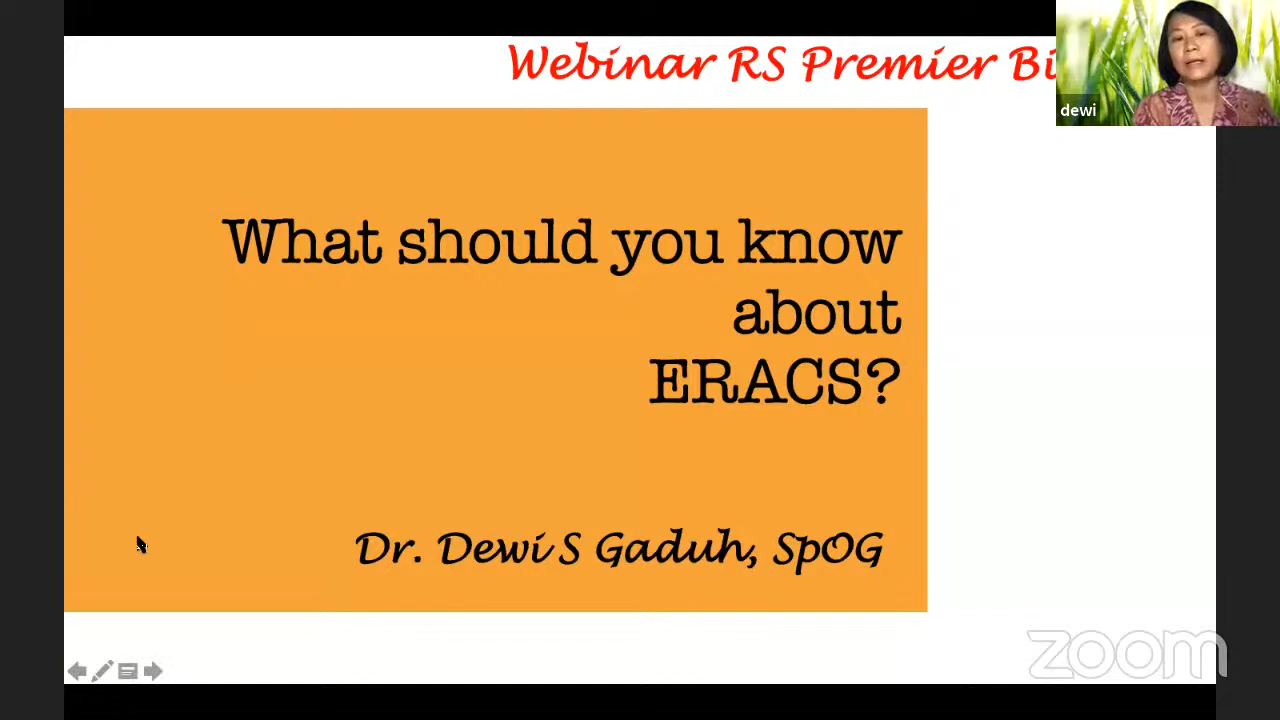 Webinar RS Premier Bi
dewi
What should you know
about
ERACS?
Dr. Dewi S Gaduh, SpOG
zoom